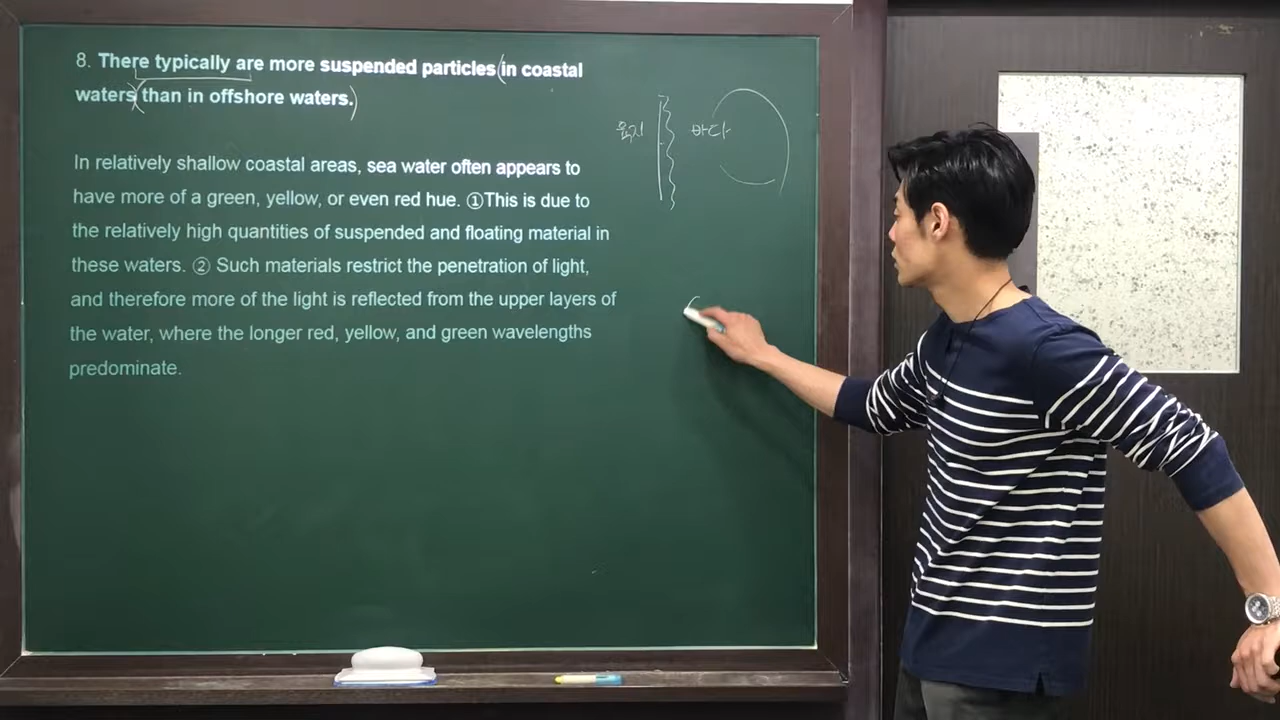 8. There typically are more suspended particles in coastal
waters than in offshore waters.
육지 바다
In relatively shallow coastal areas, sea water often appears to
have more of a green, yellow, or even red hue. ①This is due to
the relatively high quantities of suspended and floating material in
these waters. ② Such materials restrict the penetration of light,
and therefore more of the light is reflected from the upper layers of
the water, where the longer red, yellow, and green wavelengths
predominate.